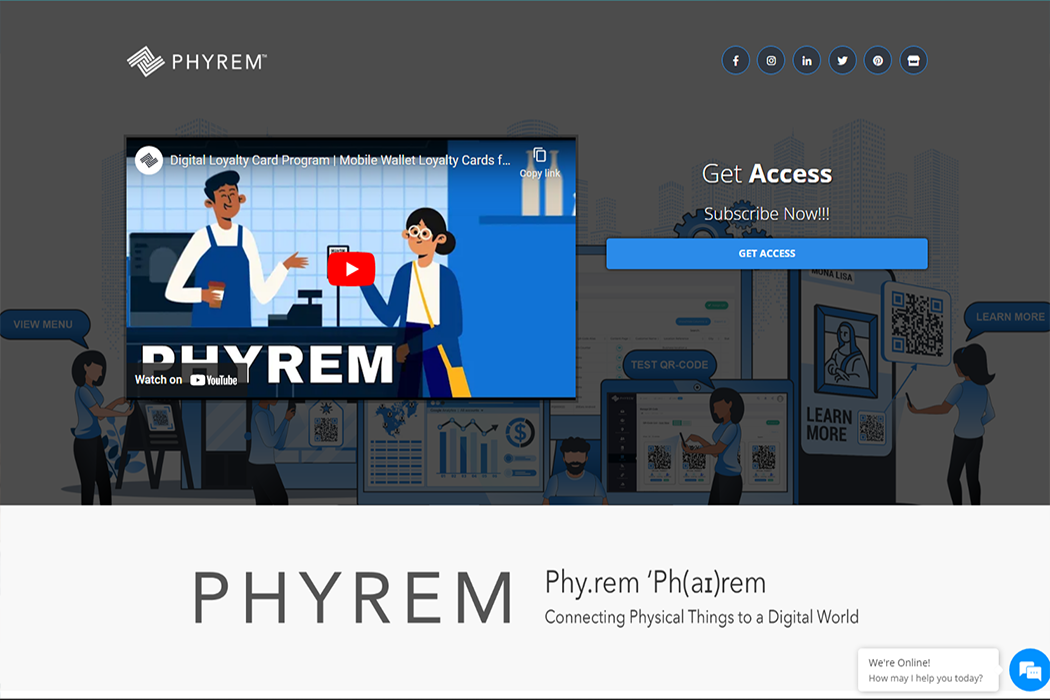 PHYREM™
Digital Loyalty Card Program | Mobile Wallet Loyalty Cards f...
Copy link
Get Access
Subscribe Now!!!
GET ACCESS
MONA LISA
VIEW MENU
LEARN MORE
TEST QR-CODE
PHYREM
Watch on YouTube
LEARN
MORE
PHYREM
Phy.rem ‘Ph(aɪ)rem
Connecting Physical Things to a Digital World
We're Online!
How may I help you today?